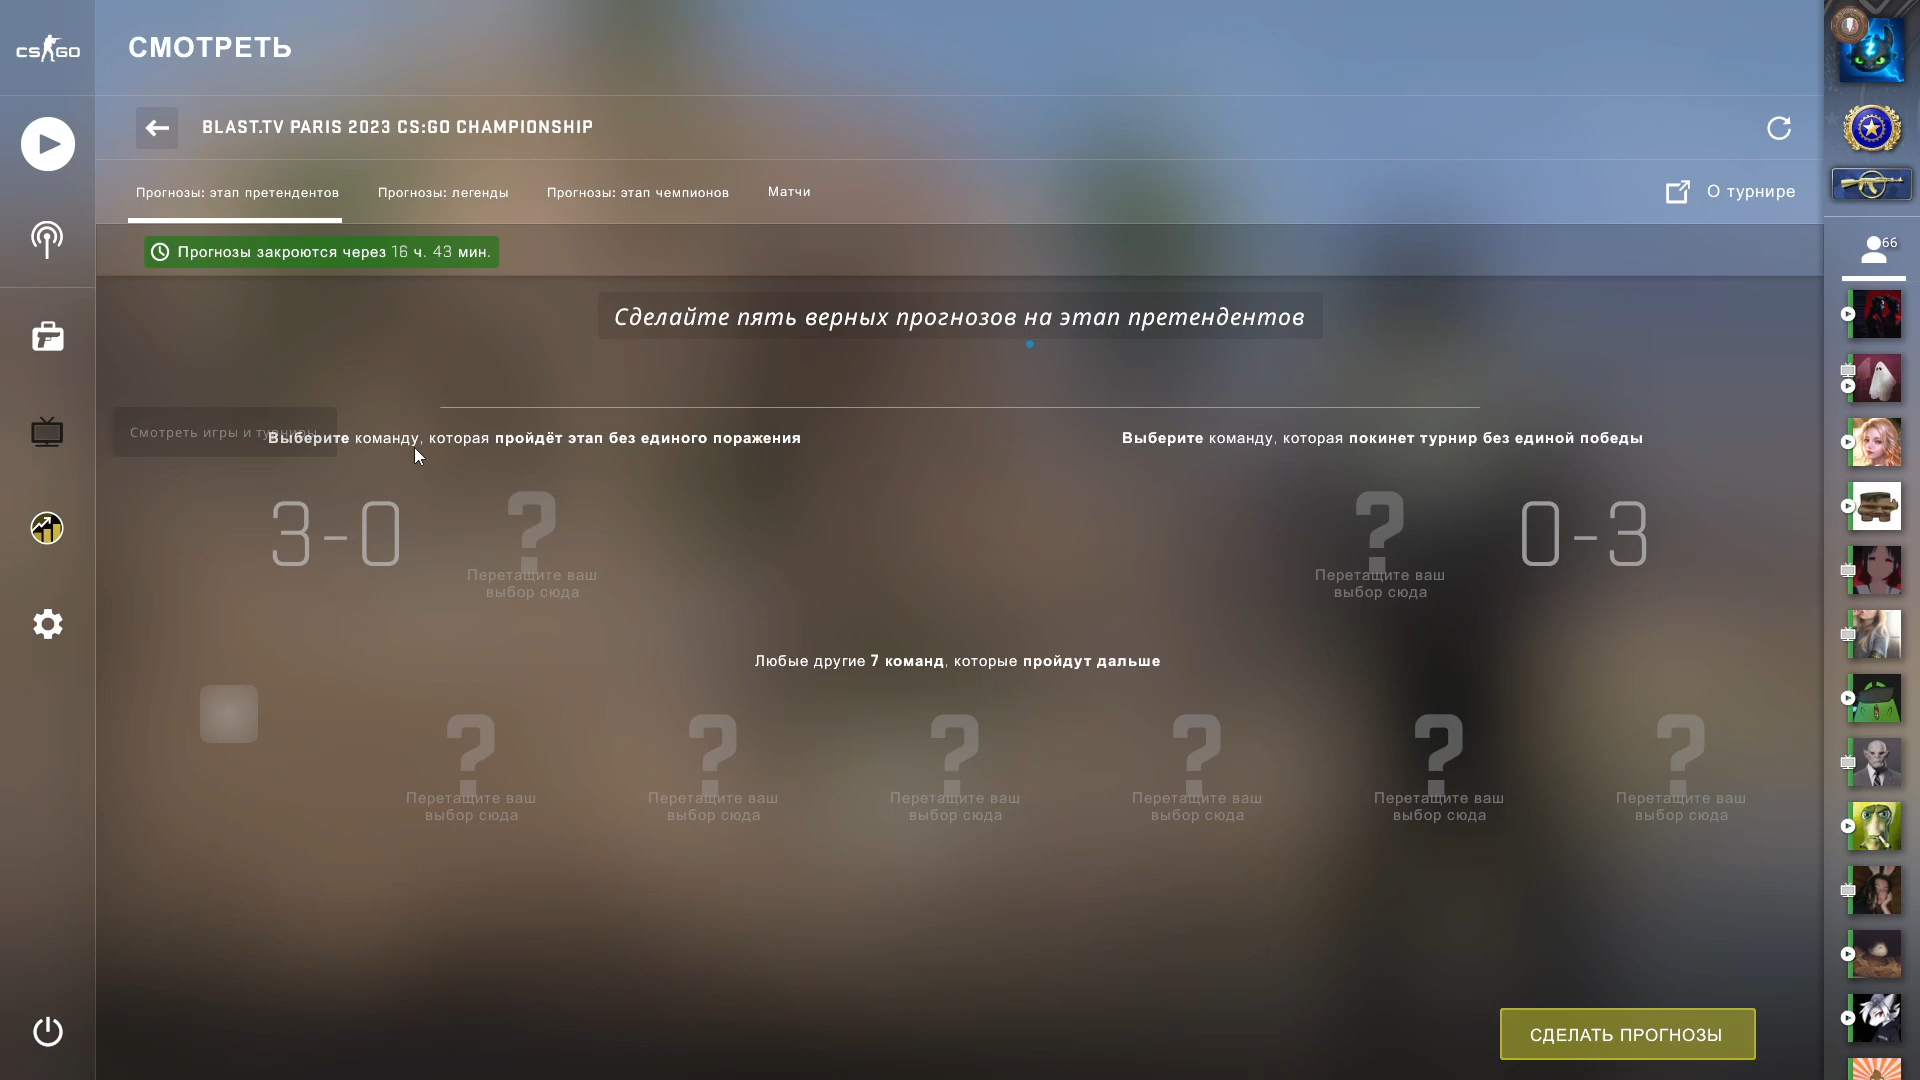 CS GO
СМОТРЕТЬ
BLAST.TV PARIS 2023 CS:GO CHAMPIONSHIP
Прогнозы: этап претендентов
Прогнозы: легенды
Прогнозы: этап чемпионов
Матчи
О турнире
66
Прогнозы закроются через 16 ч. 43 мин.
Сделайте пять верных прогнозов на этап претендентов
Смотреть игры и турниры
Выберите команду, которая пройдёт этап без единого поражения
Выберите команду, которая покинет турнир без единой победы
3-0
?
Перетащите ваш
выбор сюда
?
Перетащите ваш
выбор сюда
0-3
Любые другие 7 команд, которые пройдут дальше
?
Перетащите ваш
выбор сюда
?
Перетащите ваш
выбор сюда
?
Перетащите ваш
выбор сюда
?
Перетащите ваш
выбор сюда
?
Перетащите ваш
выбор сюда
?
Перетащите ваш
выбор сюда
СДЕЛАТЬ ПРОГНОЗЫ